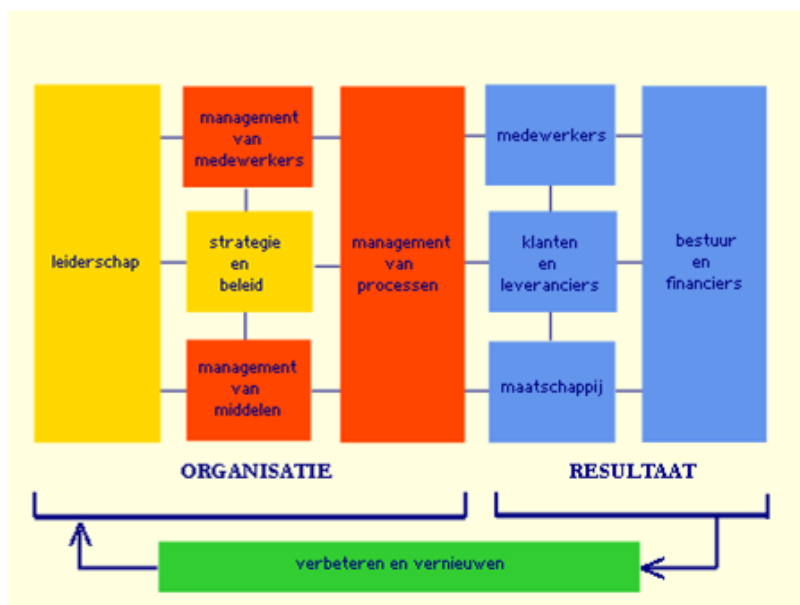 leiderschap
management
van
medewerkers
strategie
en
beleid
management
van
middelen
management
van
processen
medewerkers
klanten
en
leveranciers
maatschappij
bestuur
en
financiers
ORGANISATIE
RESULTAAT
verbeteren en vernieuwen